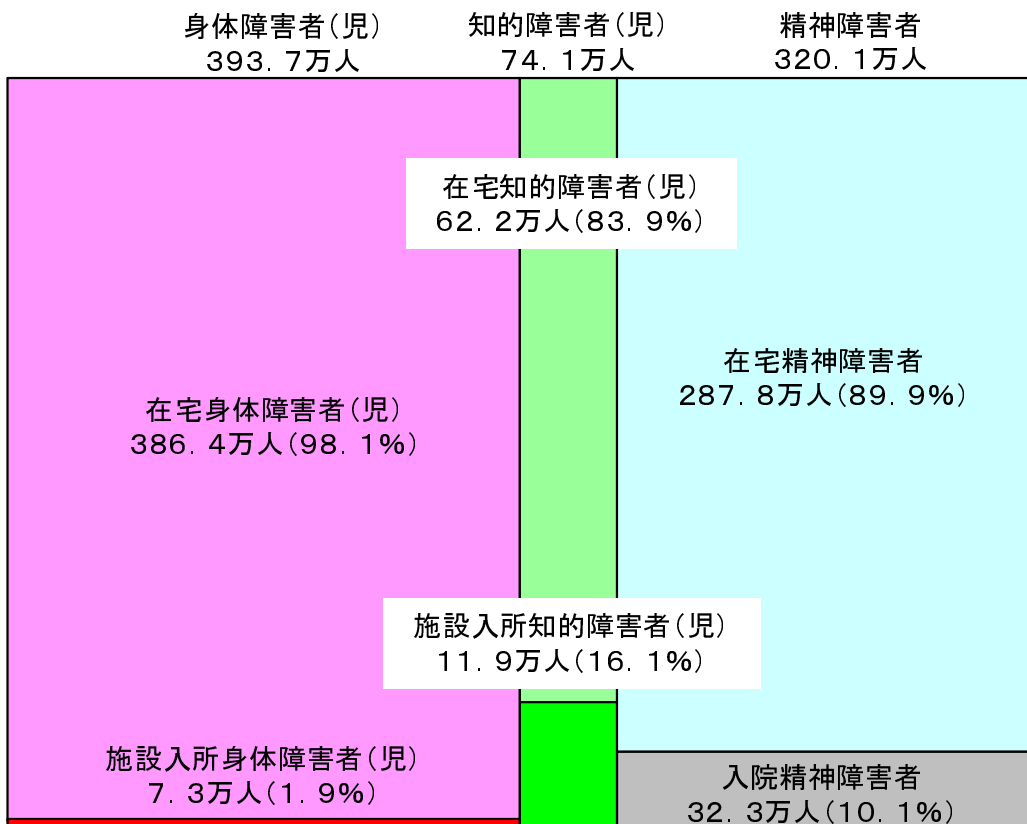 身体障害者(児)
393.7万人
知的障害者(児)
74.1万人
精神障害者
320.1万人
在宅知的障害者(児)
62.2万人(83.9%)
在宅精神障害者
287.8万人(89.9%)
在宅身体障害者(児)
386.4万人(98.1%)
施設入所知的障害者(児)
11.9万人(16.1%)
施設入所身体障害者(児)
7.3万人(1.9%)
入院精神障害者
32.3万人(10.1%)